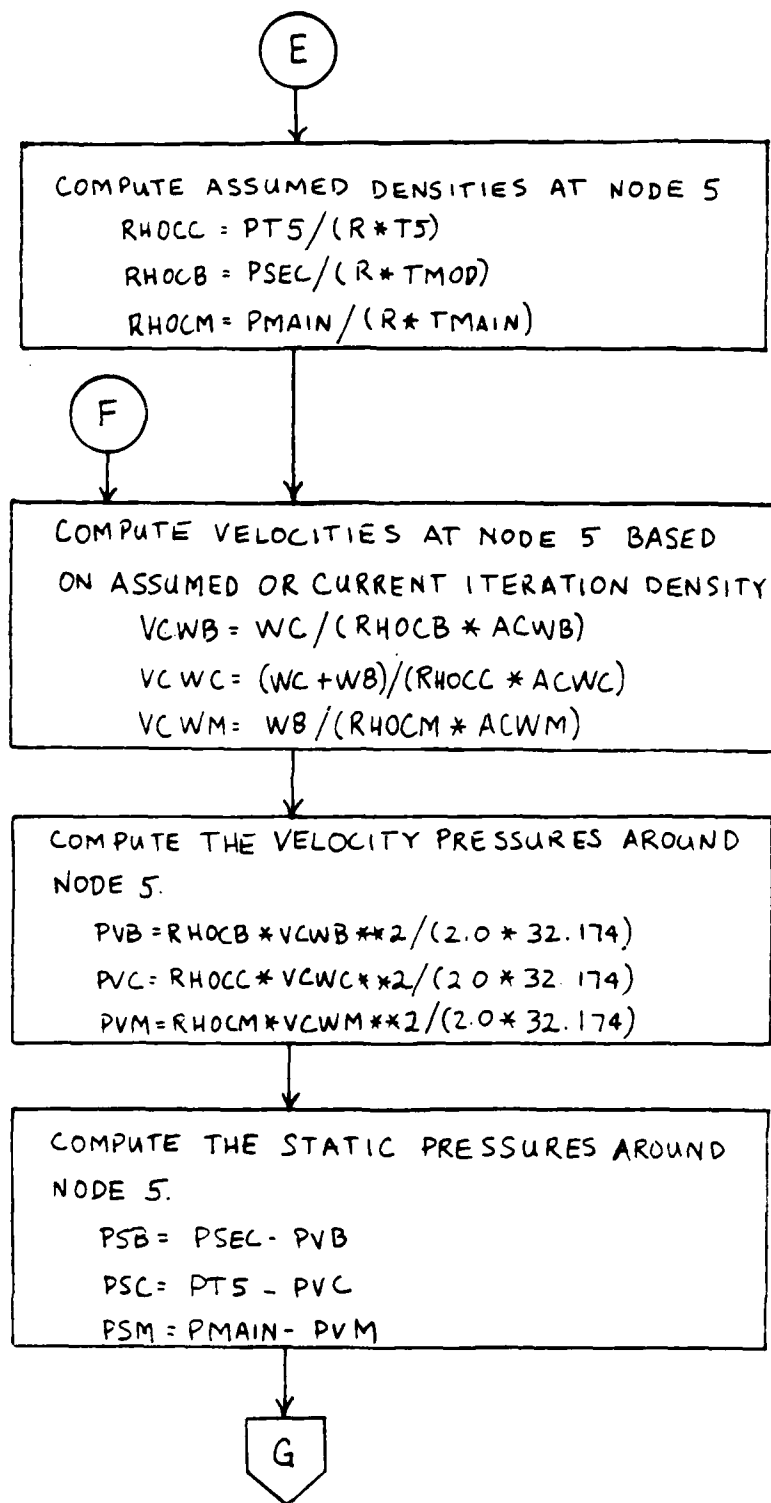 E
COMPUTE ASSUMED DENSITIES AT NODE 5
RHOCC = PT5/(R*T5)
RHOCB = PSEC/(R* TMOD)
RHOCM = PMAIN/(R* TMAIN)
F
COMPUTE VELOCITIES AT NODE 5 BASED
ON ASSUMED OR CURRENT ITERATION DENSITY
VCWB = WC/(RHOCB * ACWB)
VCWC = (WC+W8)/(RHOCC * ACWC)
VCWM = W8/(RHOCM * ACWM)
COMPUTE THE VELOCITY PRESSURES AROUND
NODE 5.
PVB = RHOCB * VCWB**2/(2.0 * 32.174)
PVC = RHOCC* VCWC**2/(2 0 * 32 174)
PVM = RHOCM*VCWM**2/(2.0* 32.174)
COMPUTE THE STATIC PRESSURES AROUND
NODE 5.
PSB = PSEC - PVB
PSC = PT5 - PVC
PSM = PMAIN - PVM
G